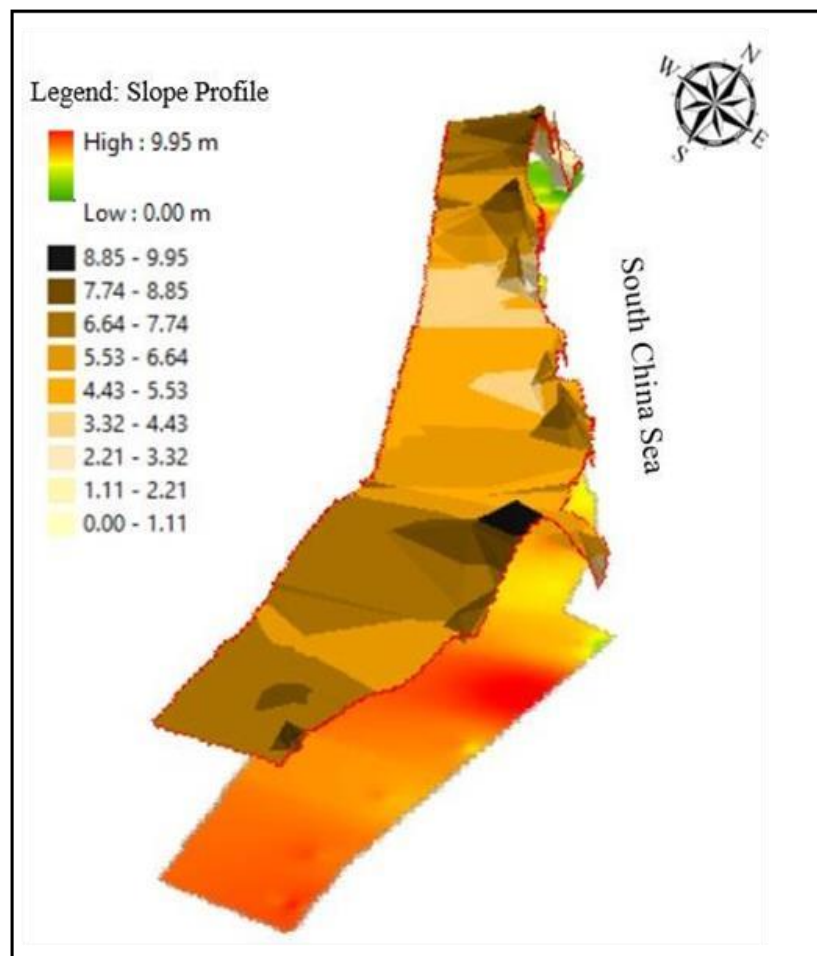 Legend: Slope Profile
High : 9.95 m
Low : 0.00 m
8.85 - 9.95
7.74 - 8.85
6.64 - 7.74
5.53 - 6.64
4.43 - 5.53
3.32 - 4.43
2.21 - 3.32
1.11 - 2.21
0.00 - 1.11
N
W
E
S
South China Sea